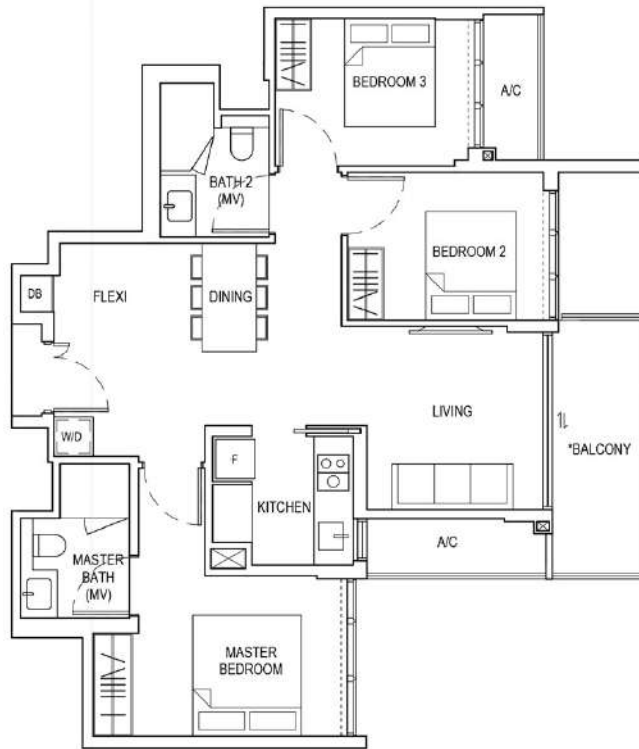 BEDROOM 3
A/C
BATH 2
(MV)
BEDROOM 2
DB
FLEXI
DINING
LIVING
*BALCONY
W/D
F
KITCHEN
A/C
MASTER
BATH
(MV)
MASTER
BEDROOM